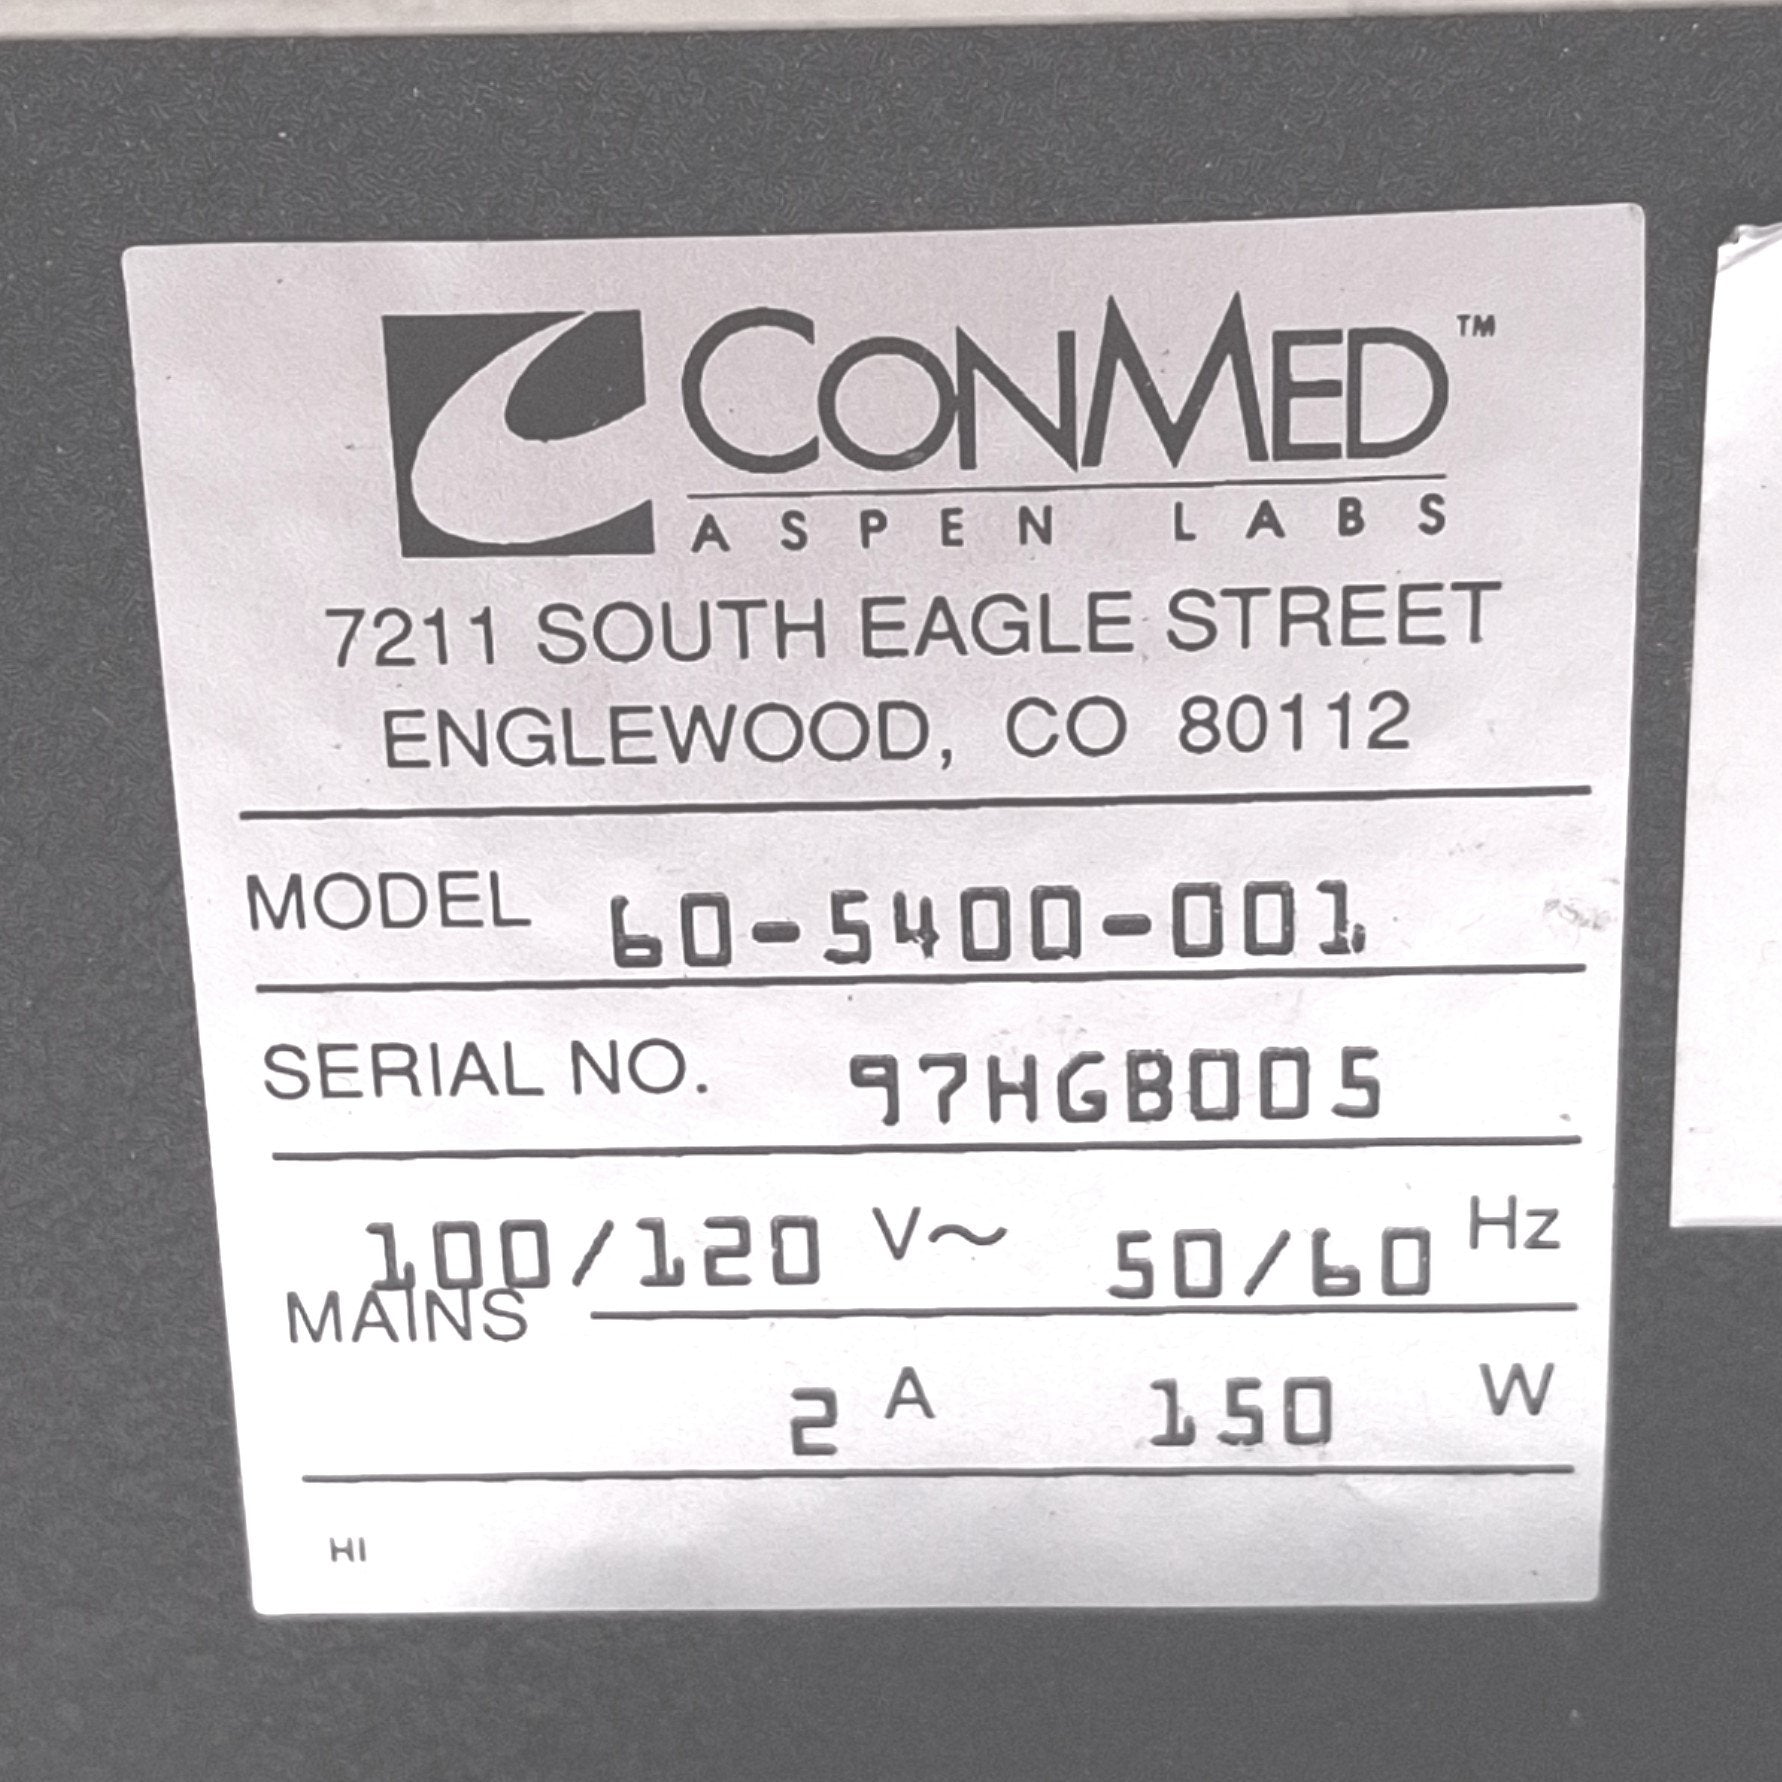 CONMED™
ASPEN LABS
7211 SOUTH EAGLE STREET
ENGLEWOOD, CO 80112
MODEL 60-5400-001
SERIAL NO. 97HGB005
100/120 V~ 50/60 Hz
MAINS
2 A 150 W
HI